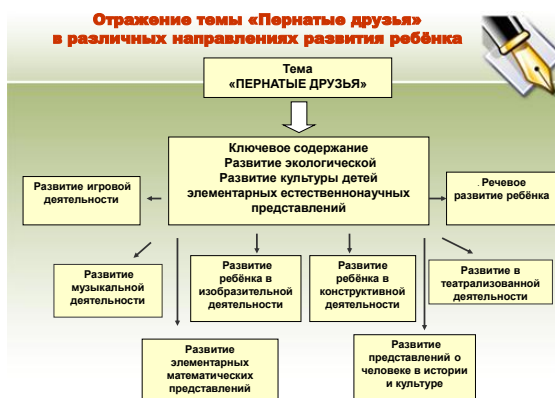 Отражение темы «Пернатые друзья»
в различных направлениях развития ребёнка
Тема
«ПЕРНАТЫЕ ДРУЗЬЯ»
Ключевое содержание
Развитие экологической
Развитие культуры детей
элементарных естественнонаучных
представлений
Развитие игровой
деятельности
. Речевое
развитие ребёнка
Развитие
музыкальной
деятельности
Развитие
ребёнка в
изобразительной
деятельности
Развитие
ребёнка в
конструктивной
деятельности
Развитие в
театрализованной
деятельности
Развитие
элементарных
математических
представлений
Развитие
представлений о
человеке в истории
и культуре